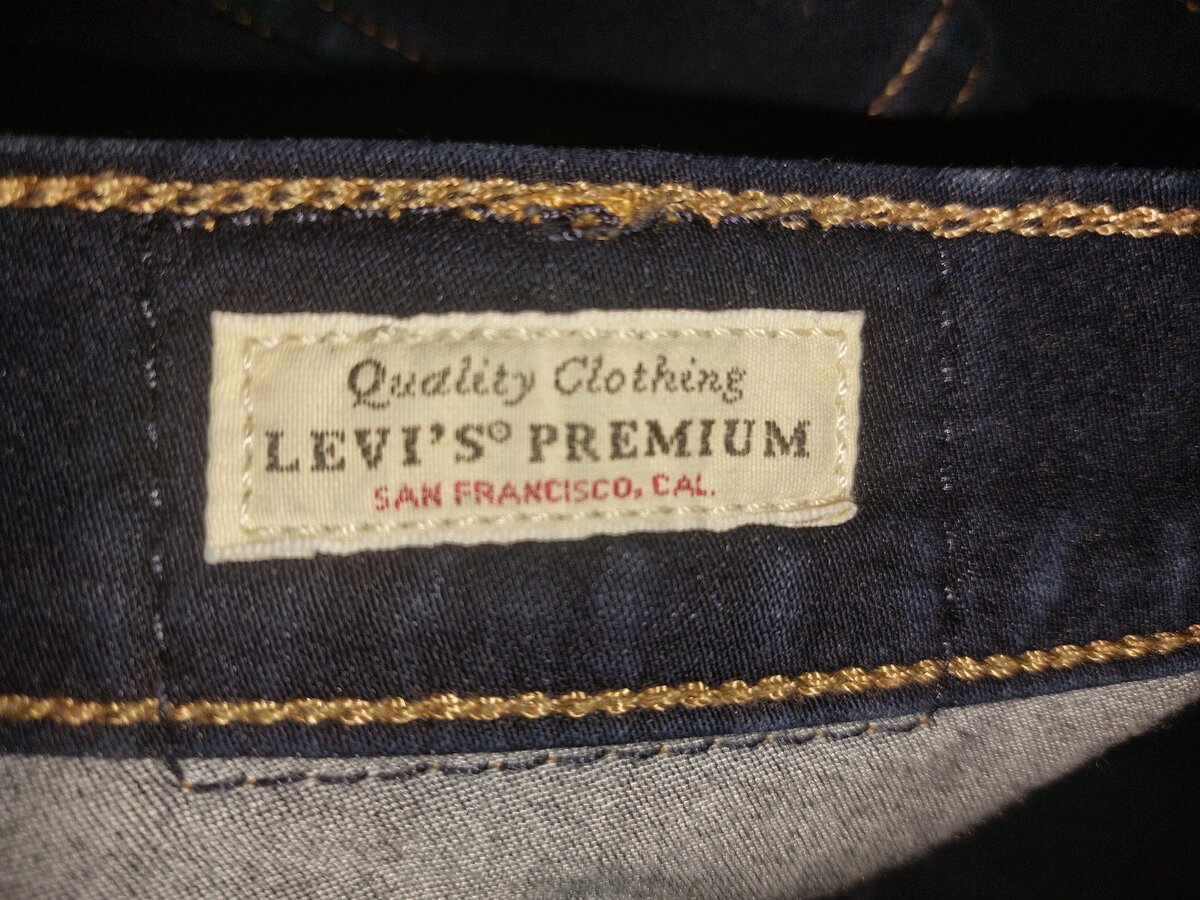 Quality Clothing
LEVI'S® PREMIUM
SAN FRANCISCO, CAL.